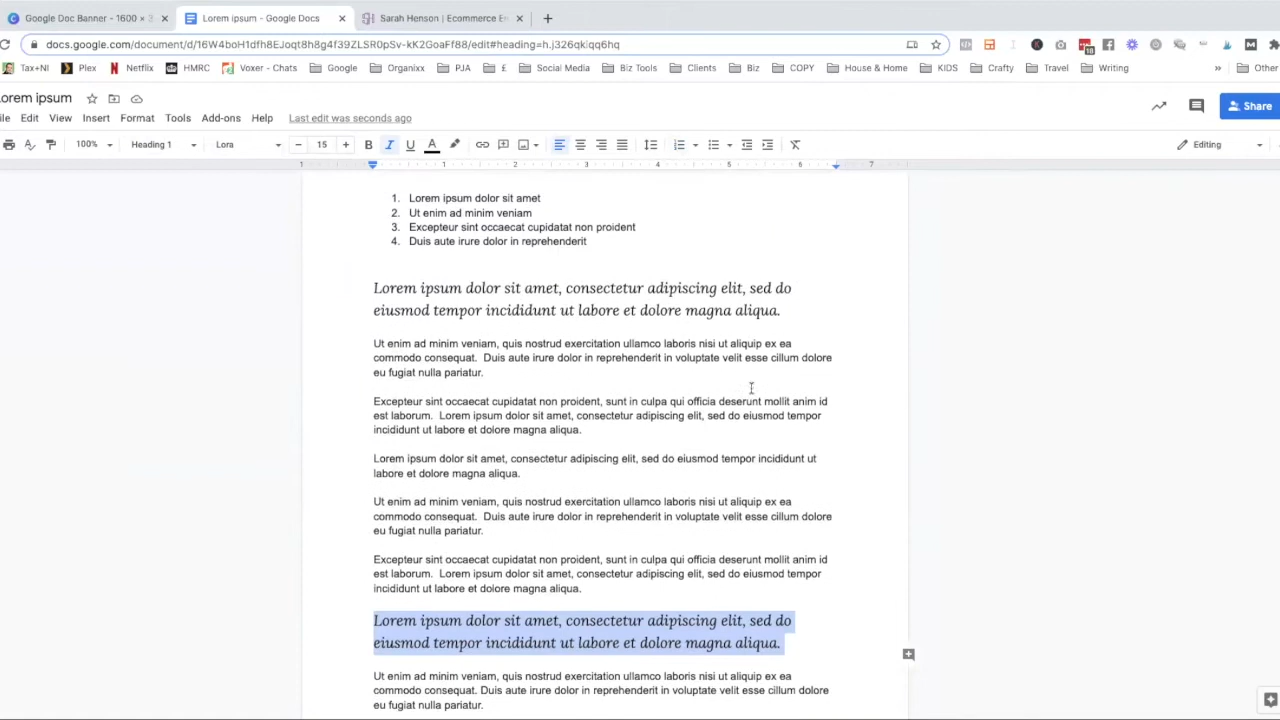 Google Doc Banner - 1600 × 3
Lorem ipsum - Google Docs
Sarah Henson | Ecommerce E
docs.google.com/document/d/16W4boH1dfh8EJoqt8h8g4f39ZLSR0pSv-kK2GoaFf88/edit#heading=h.j326qkiqq6hq
Tax+NI Plex Netflix HMRC Voxer - Chats Google Organixx PJA £ Social Media Biz Tools Clients Biz COPY House & Home KIDS Crafty Travel Writing » Other
orem ipsum
Share
ile Edit View Insert Format Tools Add-ons Help Last edit was seconds ago
100% Heading 1 Lora − 15 + B I U A Editing
1 1 2 3 4 5 6 7
1. Lorem ipsum dolor sit amet
2. Ut enim ad minim veniam
3. Excepteur sint occaecat cupidatat non proident
4. Duis aute irure dolor in reprehenderit
Lorem ipsum dolor sit amet, consectetur adipiscing elit, sed do
eiusmod tempor incididunt ut labore et dolore magna aliqua.
Ut enim ad minim veniam, quis nostrud exercitation ullamco laboris nisi ut aliquip ex ea
commodo consequat.  Duis aute irure dolor in reprehenderit in voluptate velit esse cillum dolore
eu fugiat nulla pariatur.
Excepteur sint occaecat cupidatat non proident, sunt in culpa qui officia deserunt mollit anim id
est laborum.  Lorem ipsum dolor sit amet, consectetur adipiscing elit, sed do eiusmod tempor
incididunt ut labore et dolore magna aliqua.
Lorem ipsum dolor sit amet, consectetur adipiscing elit, sed do eiusmod tempor incididunt ut
labore et dolore magna aliqua.
Ut enim ad minim veniam, quis nostrud exercitation ullamco laboris nisi ut aliquip ex ea
commodo consequat.  Duis aute irure dolor in reprehenderit in voluptate velit esse cillum dolore
eu fugiat nulla pariatur.
Excepteur sint occaecat cupidatat non proident, sunt in culpa qui officia deserunt mollit anim id
est laborum.  Lorem ipsum dolor sit amet, consectetur adipiscing elit, sed do eiusmod tempor
incididunt ut labore et dolore magna aliqua.
Lorem ipsum dolor sit amet, consectetur adipiscing elit, sed do
eiusmod tempor incididunt ut labore et dolore magna aliqua.
Ut enim ad minim veniam, quis nostrud exercitation ullamco laboris nisi ut aliquip ex ea
commodo consequat. Duis aute irure dolor in reprehenderit in voluptate velit esse cillum dolore
eu fugiat nulla pariatur.